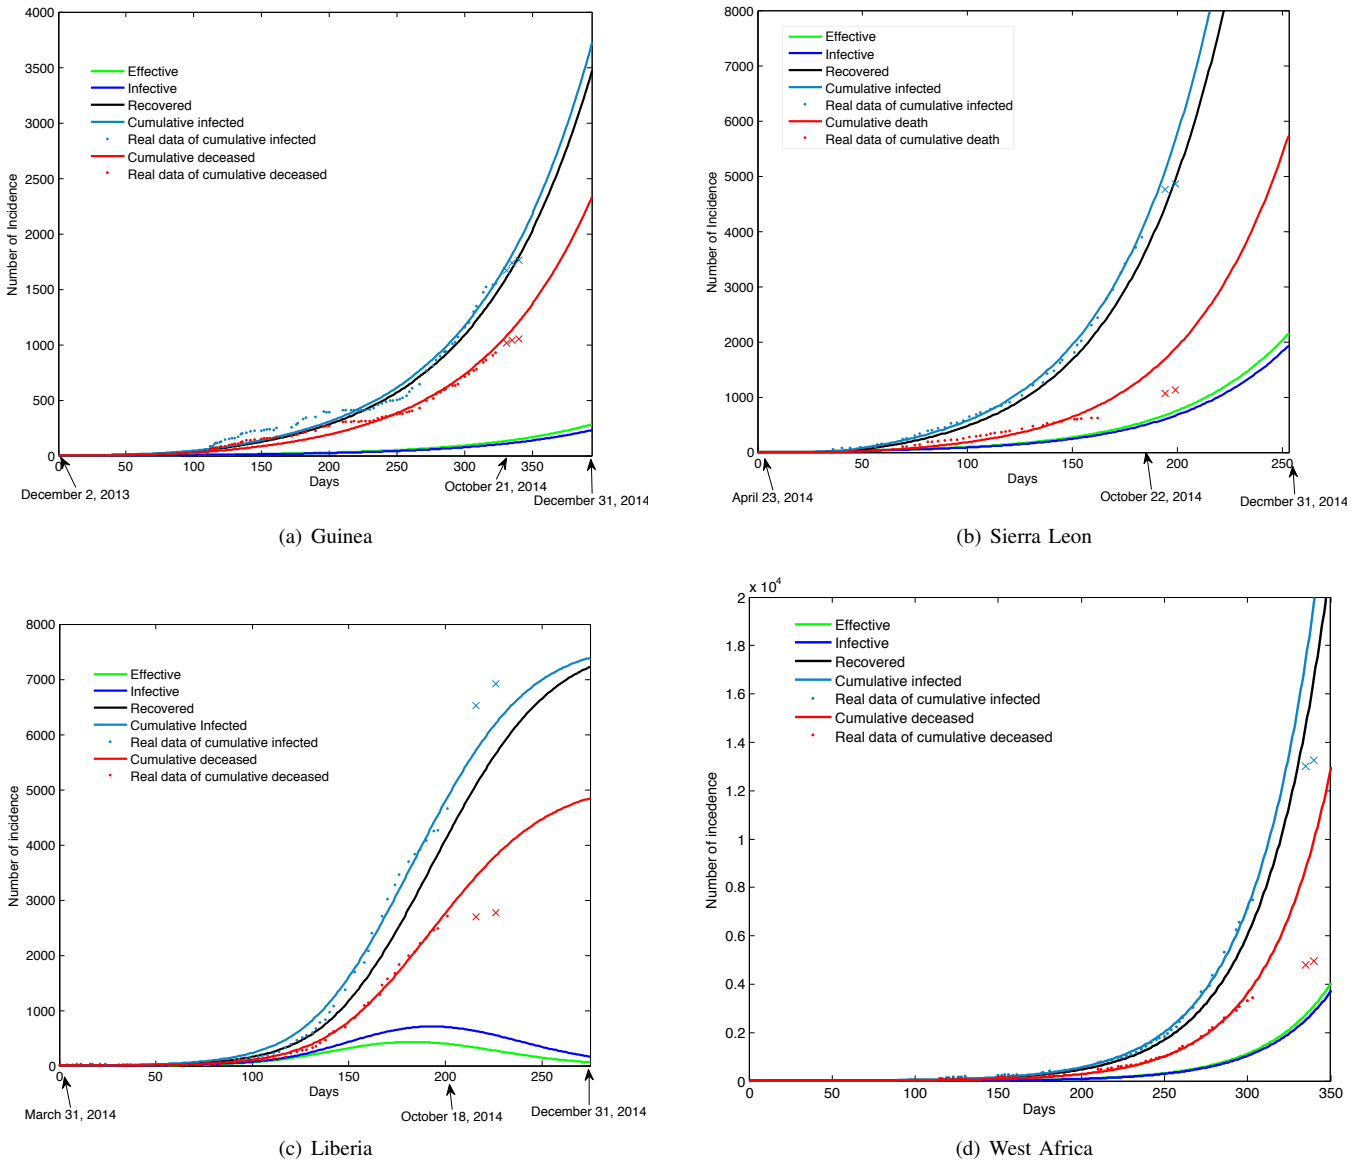 4000
3500
3000
2500
2000
1500
1000
500
0
Number of Incidence
Effective
Infective
Recovered
Cumulative infected
Real data of cumulative infected
Cumulative deceased
Real data of cumulative deceased
0 50 100 150 200 250 300 350
Days
December 2, 2013
October 21, 2014
December 31, 2014
(a) Guinea
8000
7000
6000
5000
4000
3000
2000
1000
0
Number of Incidence
Effective
Infective
Recovered
Cumulative infected
Real data of cumulative infected
Cumulative death
Real data of cumulative death
0 50 100 150 200 250
Days
April 23, 2014
October 22, 2014
Decmber 31, 2014
(b) Sierra Leon
8000
7000
6000
5000
4000
3000
2000
1000
0
Number of incidence
Effective
Infective
Recovered
Cumulative Infected
Real data of cumulative infected
Cumulative deceased
Real data of cumulative deceased
0 50 100 150 200 250
Days
March 31, 2014
October 18, 2014
December 31, 2014
(c) Liberia
x 10⁴
2
1.8
1.6
1.4
1.2
1
0.8
0.6
0.4
0.2
0
Number of incedence
Effective
Infective
Recovered
Cumulative infected
Real data of cumulative infected
Cumulative deceased
Real data of cumulative deceased
0 50 100 150 200 250 300 350
Days
(d) West Africa